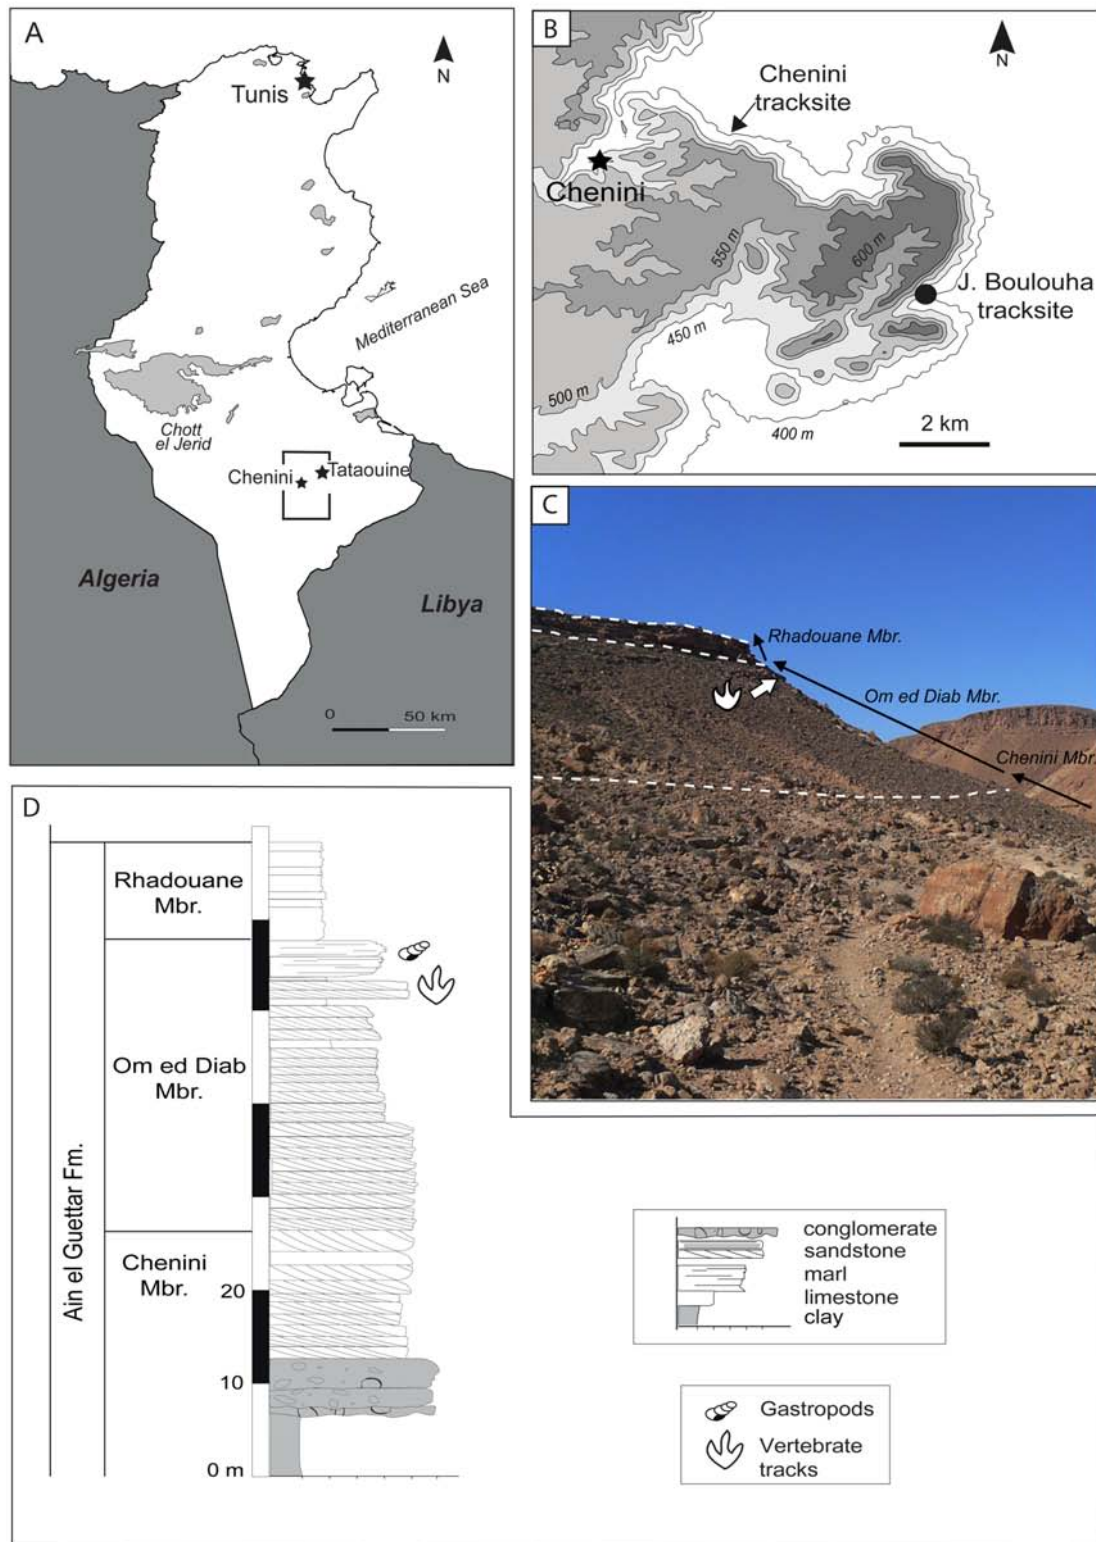 A
N
Tunis
Mediterranean Sea
Chott
el Jerid
Chenini
Tataouine
Algeria
Libya
0
50 km
B
N
Chenini
tracksite
Chenini
550 m
600 m
J. Boulouha
tracksite
450 m
500 m
400 m
2 km
C
Rhadouane Mbr.
Om ed Diab Mbr.
Chenini Mbr.
D
Ain el Guettar Fm.
Rhadouane
Mbr.
Om ed Diab
Mbr.
Chenini
Mbr.
20
10
0 m
conglomerate
sandstone
marl
limestone
clay
Gastropods
Vertebrate
tracks